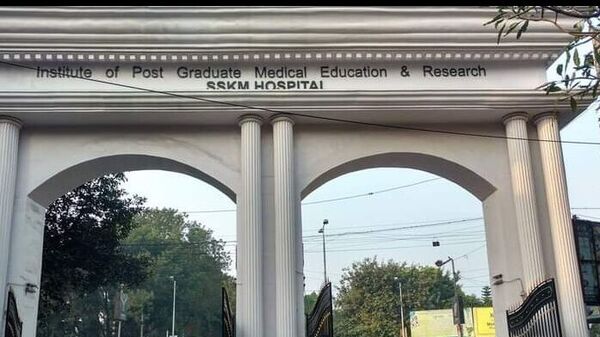 Institute of Post Graduate Medical Education & Research
SSKM HOSPITAL